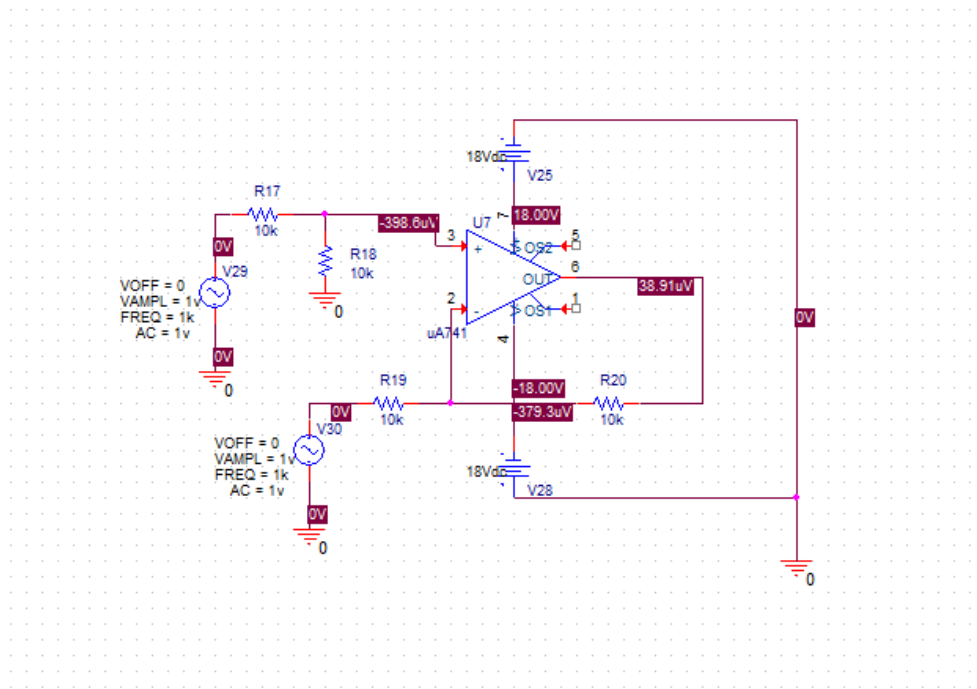 18Vdc
V25
R17
10k
-398.6uV
U7
7
18.00V
3
+
5
OS2
R18
10k
0V
V29
VOFF = 0
VAMPL = 1v
FREQ = 1k
AC = 1v
0
6
OUT
38.91uV
2
-
1
OS1
uA741
4
0V
0V
0
R19
10k
-18.00V
-379.3uV
R20
10k
0V
V30
VOFF = 0
VAMPL = 1v
FREQ = 1k
AC = 1v
18Vdc
V28
0V
0
0